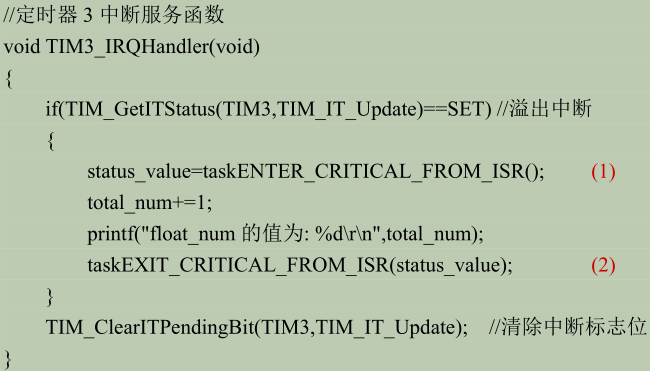 //定时器 3 中断服务函数
void TIM3_IRQHandler(void)
{
if(TIM_GetITStatus(TIM3,TIM_IT_Update)==SET) //溢出中断
{
status_value=taskENTER_CRITICAL_FROM_ISR(); (1)
total_num+=1;
printf("float_num 的值为: %d\r\n",total_num);
taskEXIT_CRITICAL_FROM_ISR(status_value); (2)
}
TIM_ClearITPendingBit(TIM3,TIM_IT_Update); //清除中断标志位
}